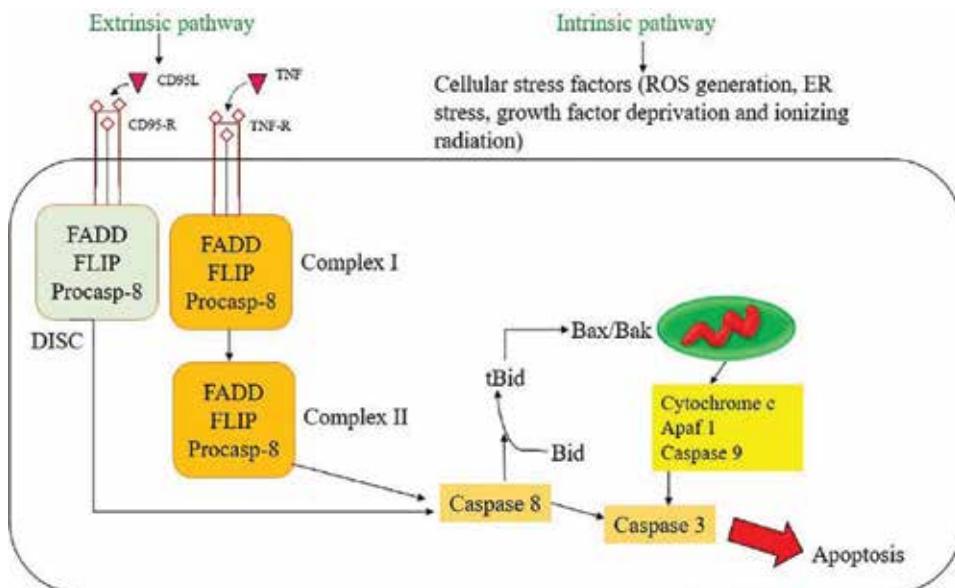 Extrinsic pathway
Intrinsic pathway
CD95L
TNF
CD95-R
TNF-R
Cellular stress factors (ROS generation, ER
stress, growth factor deprivation and ionizing
radiation)
FADD
FLIP
Procasp-8
DISC
FADD
FLIP
Procasp-8
Complex I
FADD
FLIP
Procasp-8
Complex II
Bax/Bak
tBid
Bid
Cytochrome c
Apaf 1
Caspase 9
Caspase 8
Caspase 3
Apoptosis